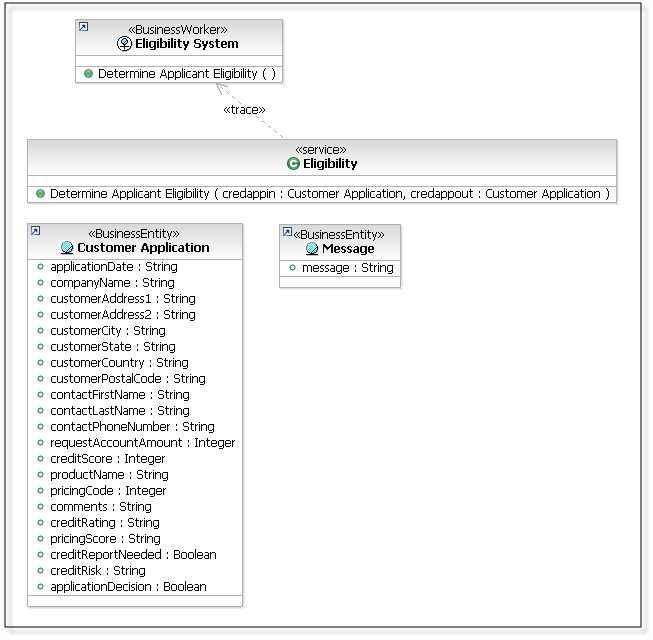 «BusinessWorker»
Eligibility System
Determine Applicant Eligibility ( )
«trace»
«service»
Eligibility
Determine Applicant Eligibility ( credappin : Customer Application, credappout : Customer Application )
«BusinessEntity»
Customer Application
applicationDate : String
companyName : String
customerAddress1 : String
customerAddress2 : String
customerCity : String
customerState : String
customerCountry : String
customerPostalCode : String
contactFirstName : String
contactLastName : String
contactPhoneNumber : String
requestAccountAmount : Integer
creditScore : Integer
productName : String
pricingCode : Integer
comments : String
creditRating : String
pricingScore : String
creditReportNeeded : Boolean
creditRisk : String
applicationDecision : Boolean
«BusinessEntity»
Message
message : String